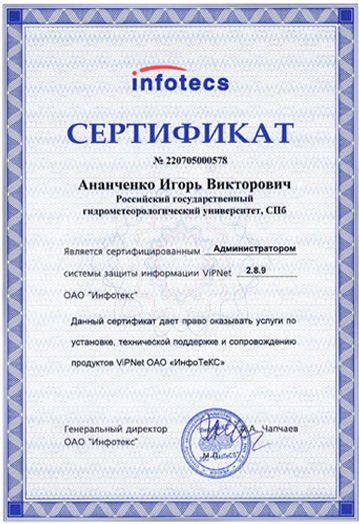 infotecs
СЕРТИФИКАТ
№ 220705000578
Ананченко Игорь Викторович
Российский государственный
гидрометеорологический университет, СПб
Является сертифицированным Администратором
системы защиты информации ViPNet 2.8.9
ОАО "Инфотекс"
Данный сертификат дает право оказывать услуги по
установке, технической поддержке и сопровождению
продуктов ViPNet ОАО «ИнфоТеКС»
Генеральный директор А.А. Чапчаев
ОАО "Инфотекс"
М.П.